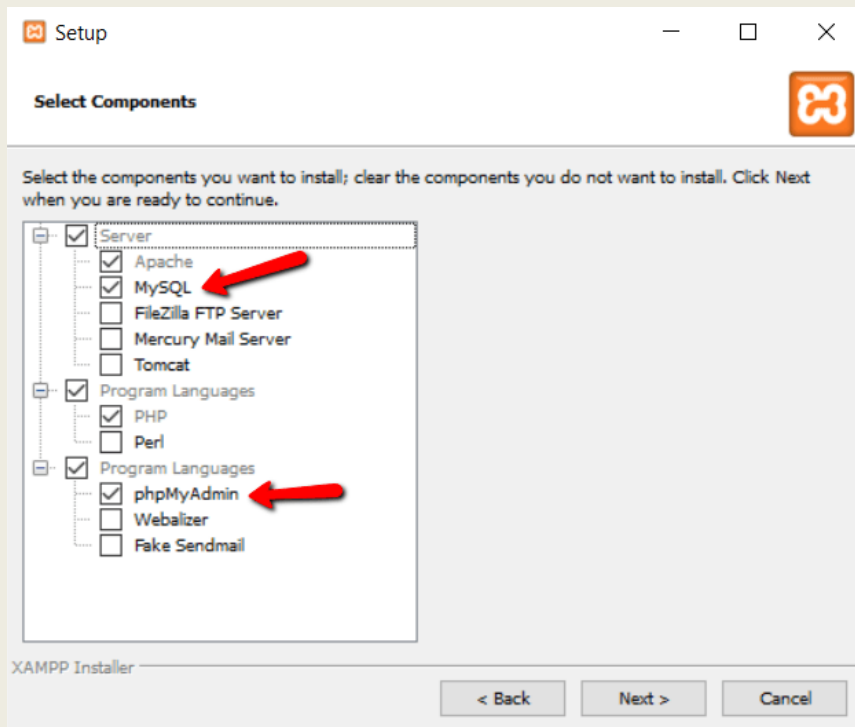 Setup
Select Components
Select the components you want to install; clear the components you do not want to install. Click Next
when you are ready to continue.
Server
Apache
MySQL
FileZilla FTP Server
Mercury Mail Server
Tomcat
Program Languages
PHP
Perl
Program Languages
phpMyAdmin
Webalizer
Fake Sendmail
XAMPP Installer
< Back Next > Cancel